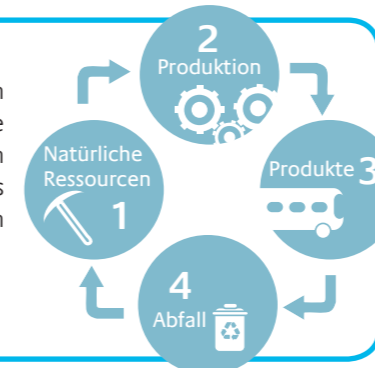 2
Produktion
Natürliche
Ressourcen
1
Produkte 3
4
Abfall